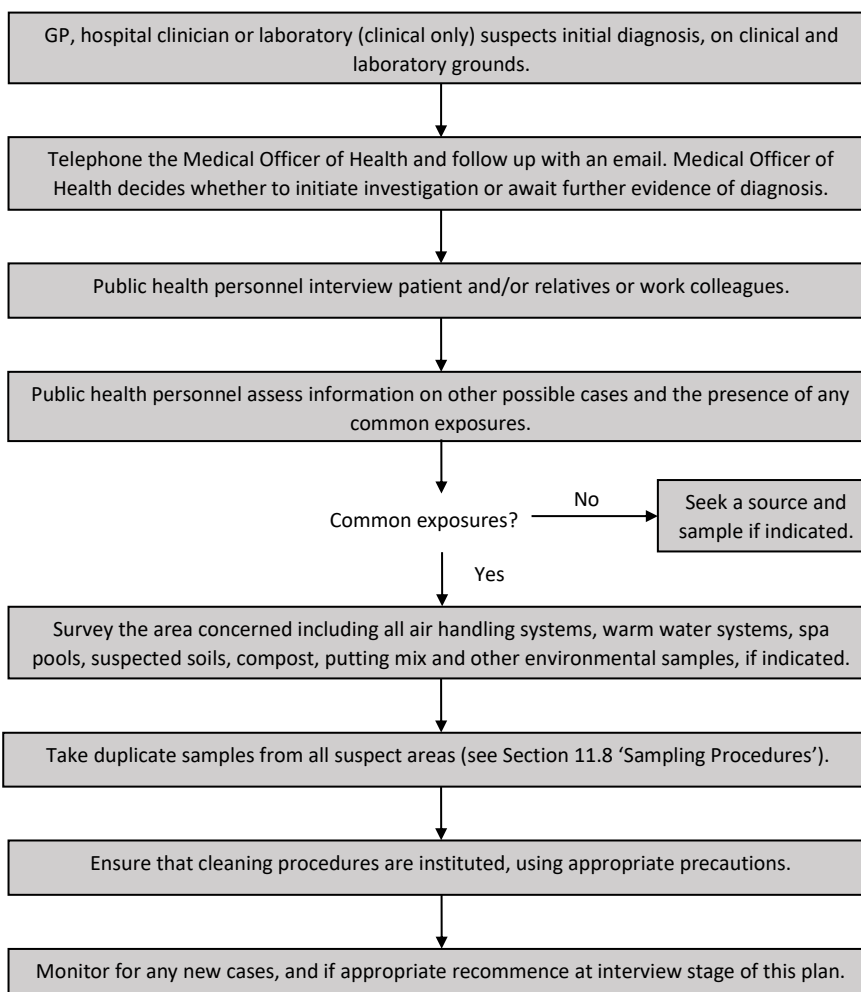 GP, hospital clinician or laboratory (clinical only) suspects initial diagnosis, on clinical and
laboratory grounds.
Telephone the Medical Officer of Health and follow up with an email. Medical Officer of
Health decides whether to initiate investigation or await further evidence of diagnosis.
Public health personnel interview patient and/or relatives or work colleagues.
Public health personnel assess information on other possible cases and the presence of any
common exposures.
Common exposures?
No
Seek a source and
sample if indicated.
Yes
Survey the area concerned including all air handling systems, warm water systems, spa
pools, suspected soils, compost, putting mix and other environmental samples, if indicated.
Take duplicate samples from all suspect areas (see Section 11.8 ‘Sampling Procedures’).
Ensure that cleaning procedures are instituted, using appropriate precautions.
Monitor for any new cases, and if appropriate recommence at interview stage of this plan.